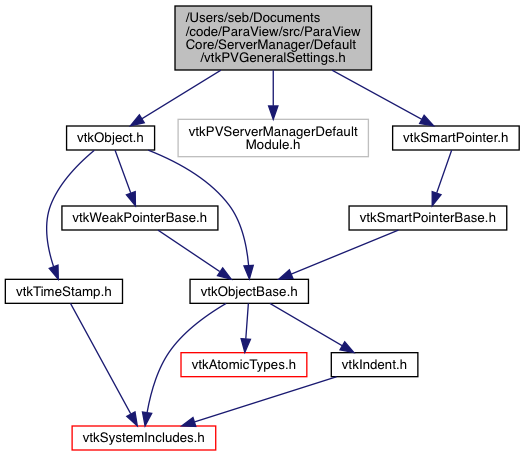 /Users/seb/Documents
/code/ParaView/src/ParaView
Core/ServerManager/Default
/vtkPVGeneralSettings.h
vtkObject.h
vtkPVServerManagerDefault
Module.h
vtkSmartPointer.h
vtkWeakPointerBase.h
vtkSmartPointerBase.h
vtkTimeStamp.h
vtkObjectBase.h
vtkAtomicTypes.h
vtkIndent.h
vtkSystemIncludes.h